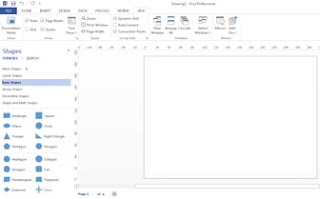 Drawing1 - Visio Professional
FILE HOME INSERT DESIGN DATA PROCESS REVIEW VIEW
Presentation Mode
Ruler
Page Breaks
Grid
Guides
Task Panes
Zoom
Fit to Window
Page Width
Dynamic Grid
AutoConnect
Connection Points
New Window
Arrange All
Cascade
Switch Windows
Macros
Add-Ons
Shapes
STENCILS SEARCH
More Shapes
Quick Shapes
Basic Shapes
Arrow Shapes
Decorative Shapes
Graph and Math Shapes
Rectangle Square
Ellipse Circle
Triangle Right Triangle
Pentagon Hexagon
Heptagon Octagon
Decagon Can
Parallelogram Trapezoid
Diamond Cross
Page-1 All